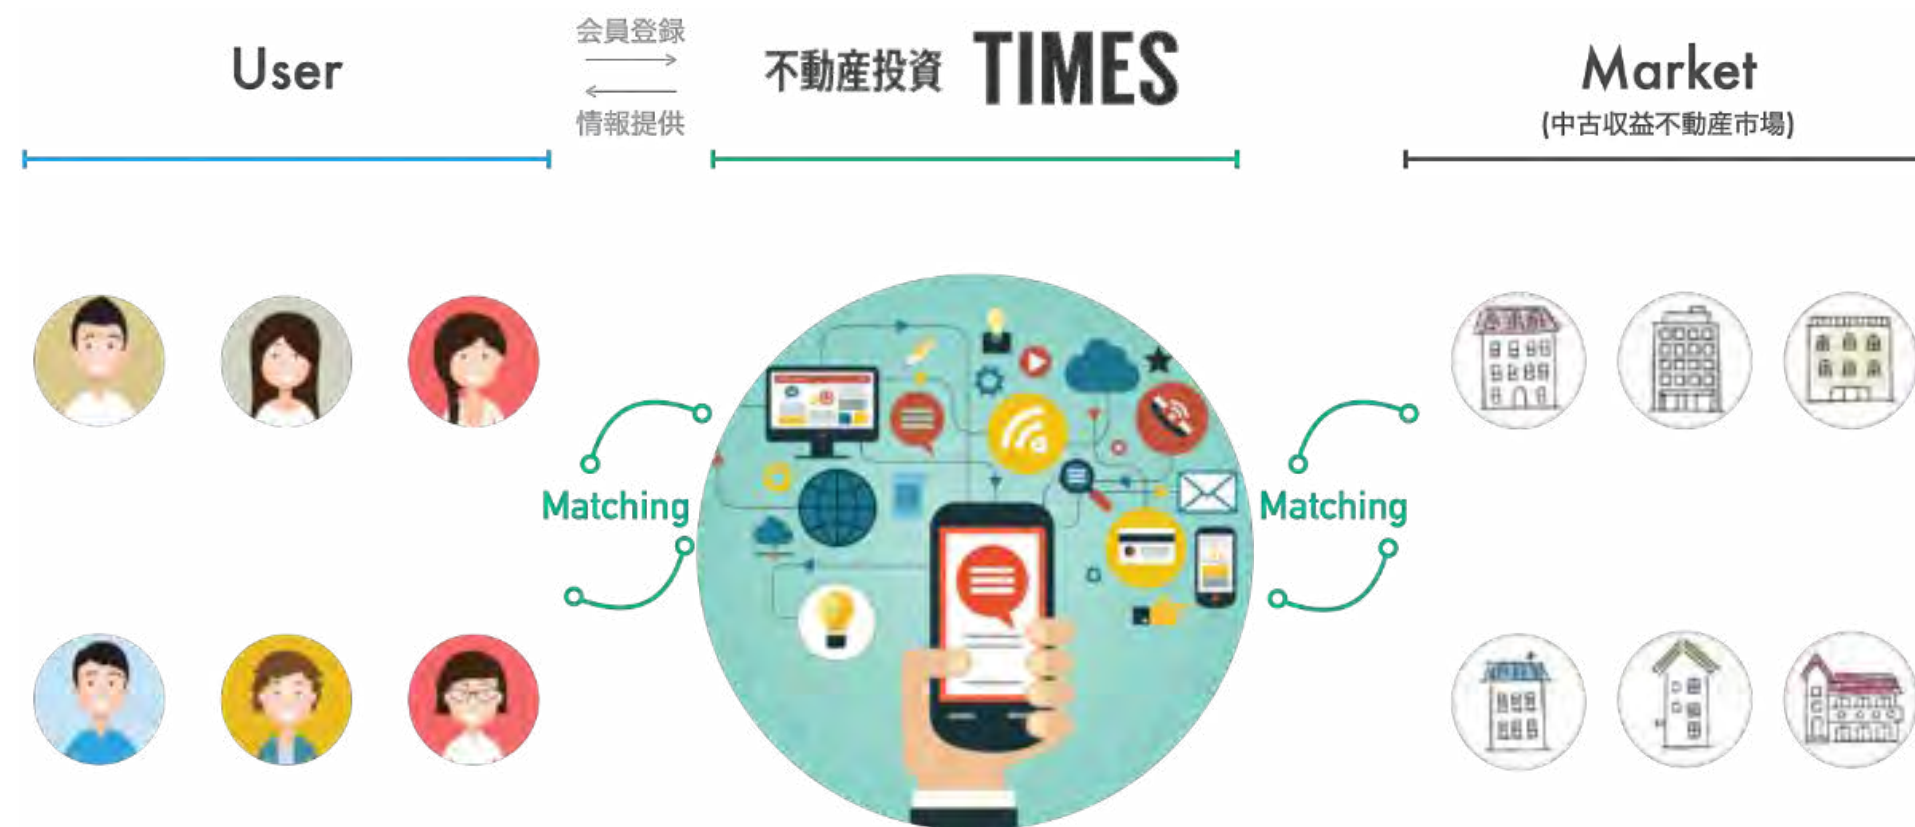 User
会員登録
情報提供
不動産投資 TIMES
Market
(中古収益不動産市場)
Matching
Matching